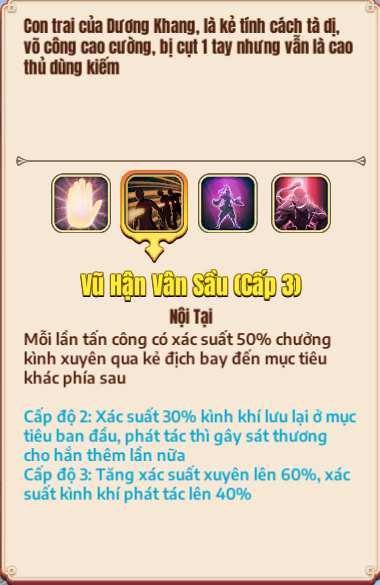 Con trai của Dương Khang, là kẻ tính cách tà dị,
võ công cao cường, bị cụt 1 tay nhưng vẫn là cao
thủ dùng kiếm
Vũ Hận Vân Sầu (Cấp 3)
Nội Tại
Mỗi lần tấn công có xác suất 50% chưởng
kình xuyên qua kẻ địch bay đến mục tiêu
khác phía sau
Cấp độ 2: Xác suất 30% kình khí lưu lại ở mục
tiêu ban đầu, phát tác thì gây sát thương
cho hắn thêm lần nữa
Cấp độ 3: Tăng xác suất xuyên lên 60%, xác
suất kình khí phát tác lên 40%